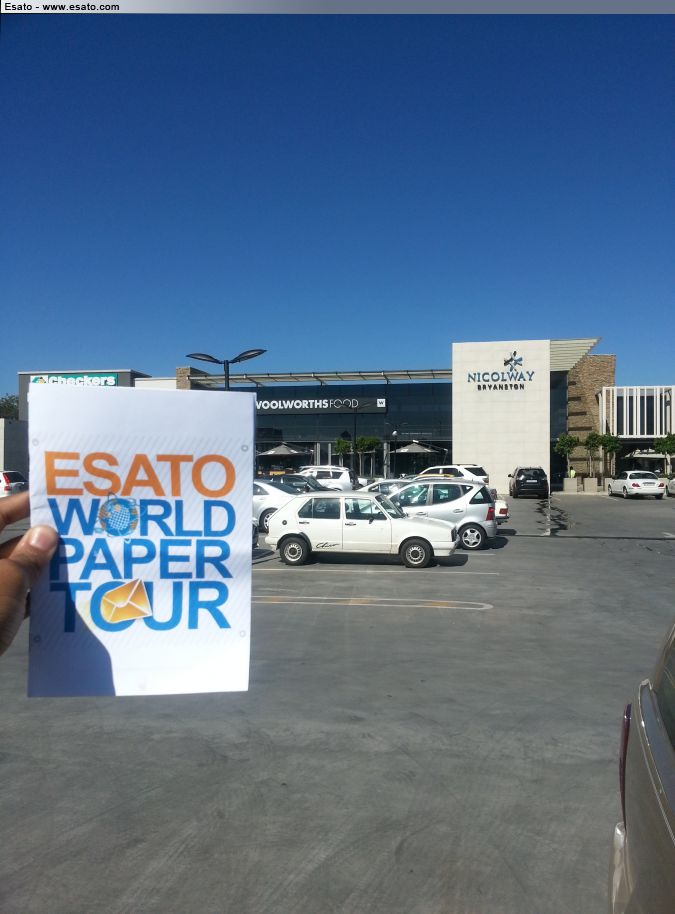 Esato - www.esato.com
Checkers
WOOLWORTHS FOOD W
NICOLWAY
BRYANSTON
ESATO
WORLD
PAPER
TOUR